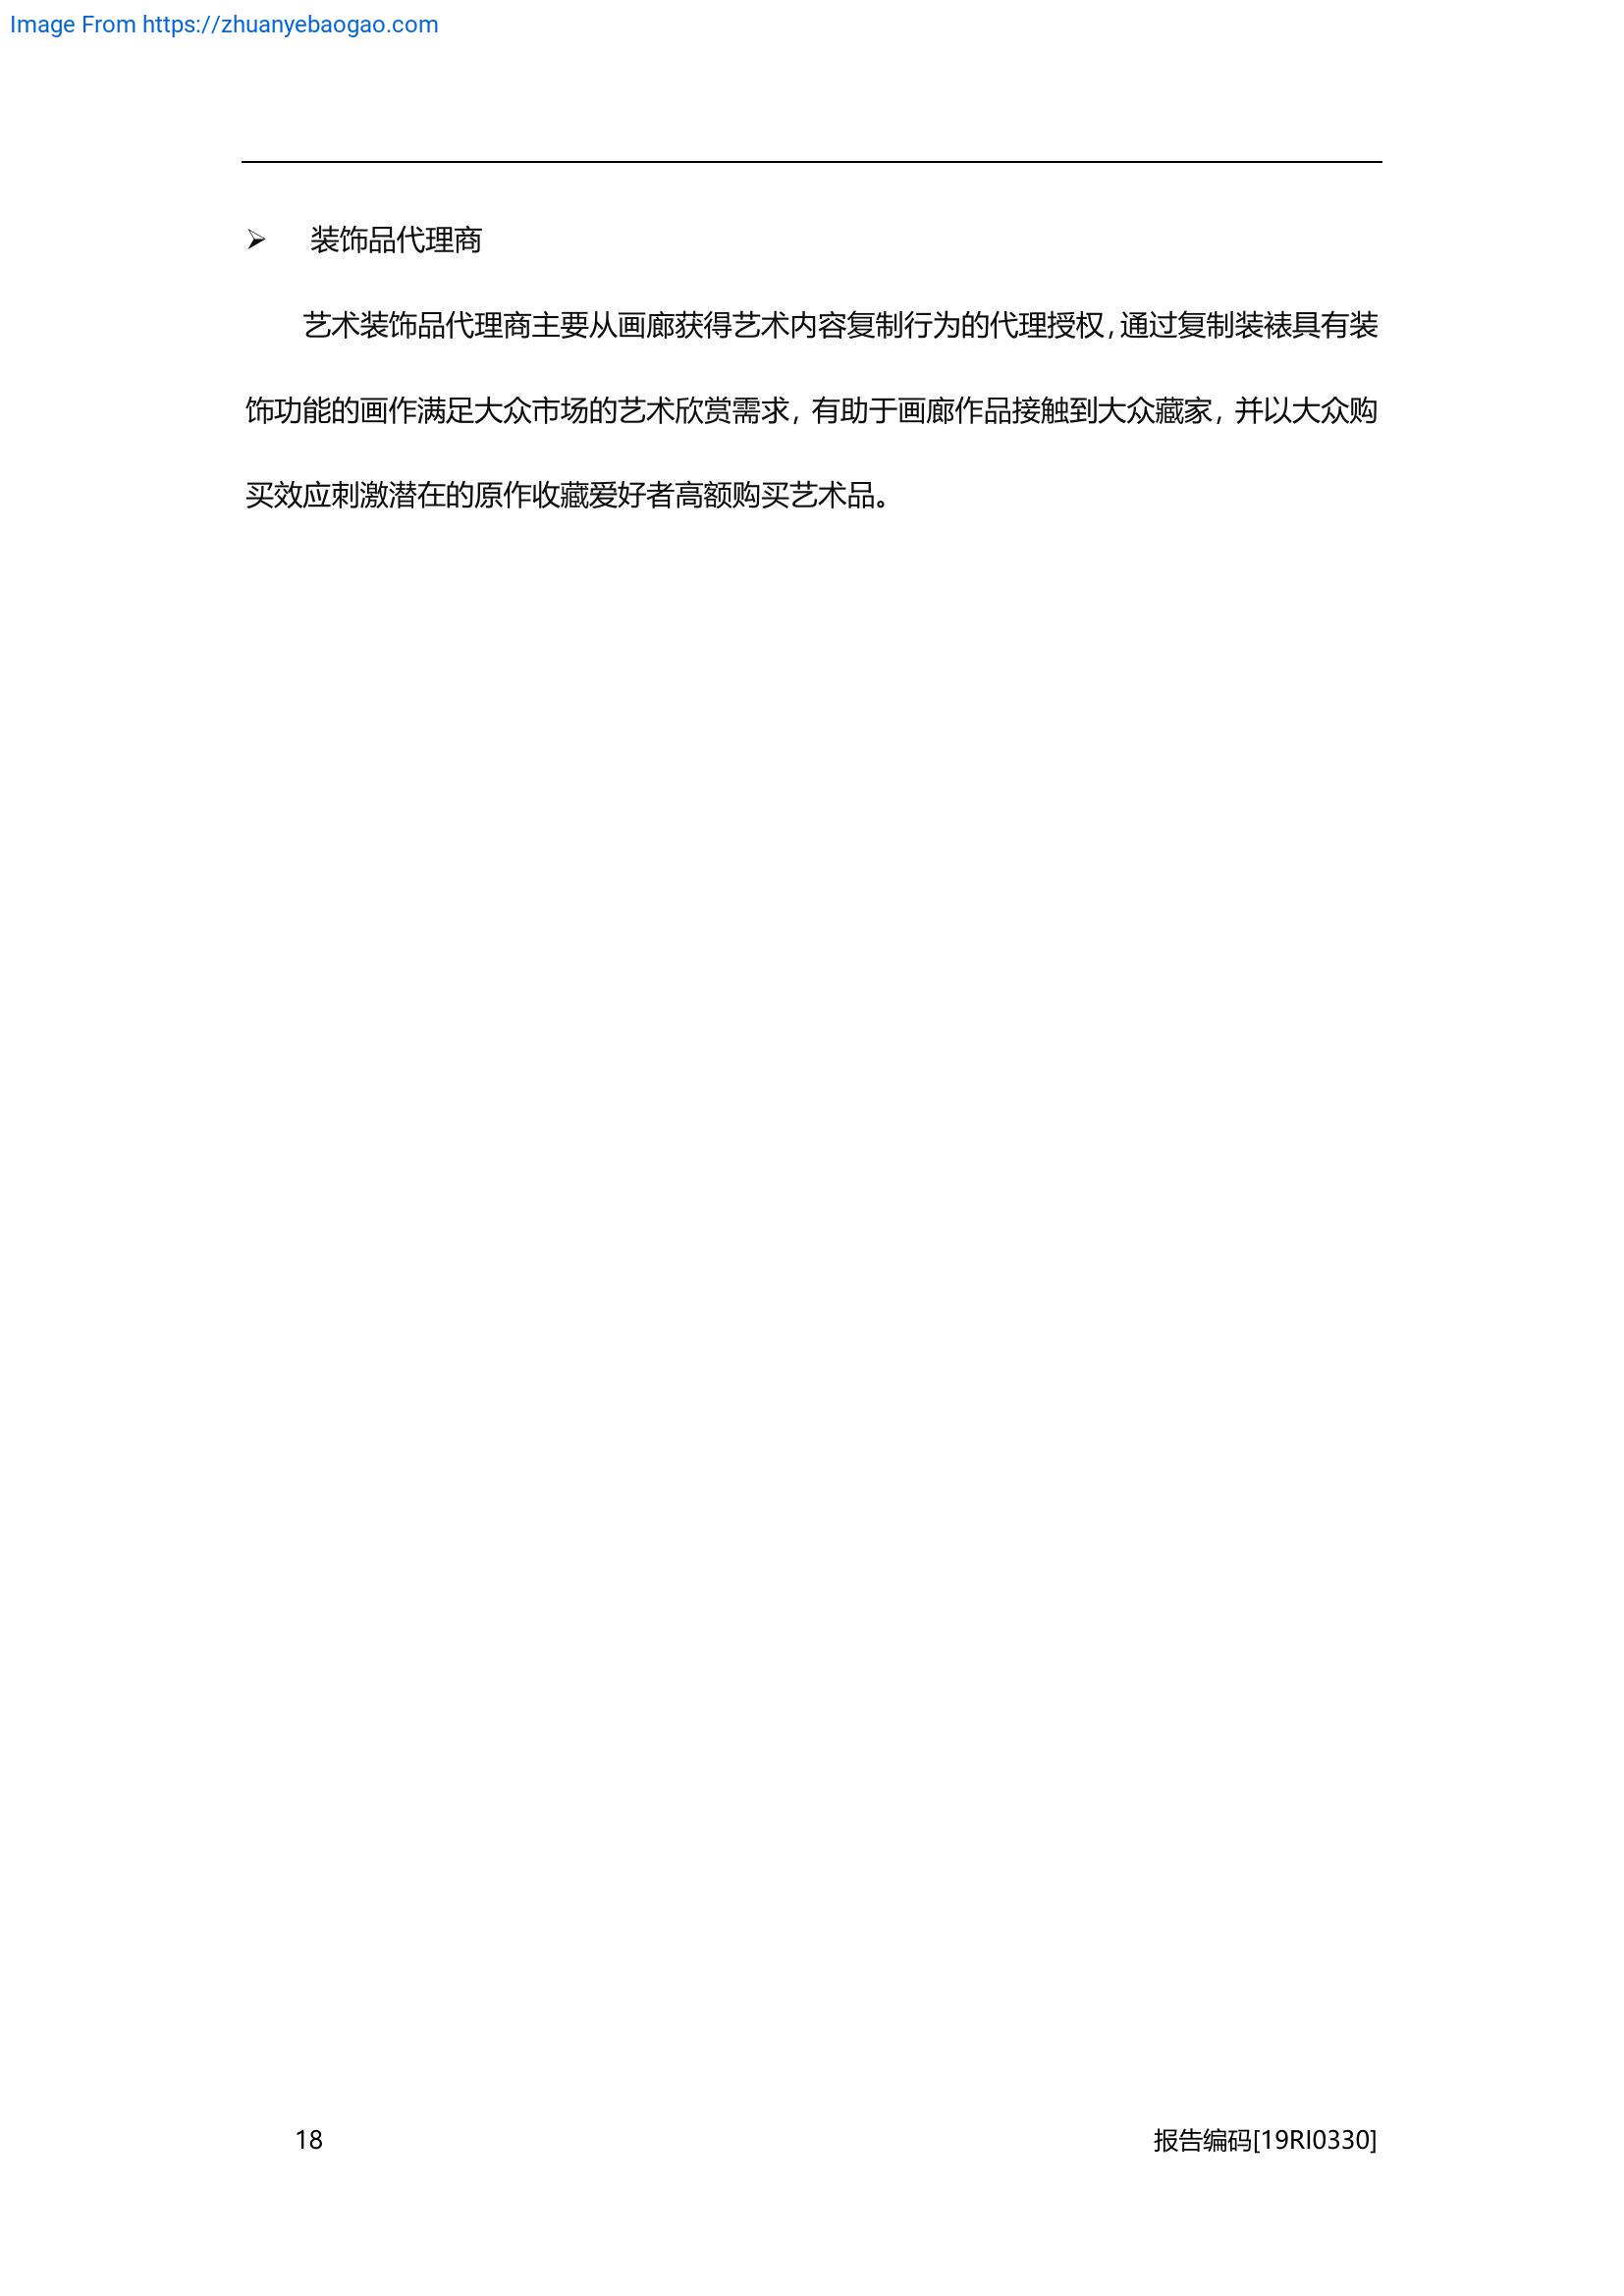 Image From https://zhuanyebaogao.com
➢ 装饰品代理商
艺术装饰品代理商主要从画廊获得艺术内容复制行为的代理授权，通过复制装裱具有装
饰功能的画作满足大众市场的艺术欣赏需求，有助于画廊作品接触到大众藏家，并以大众购
买效应刺激潜在的原作收藏爱好者高额购买艺术品。
18 报告编码[19RI0330]